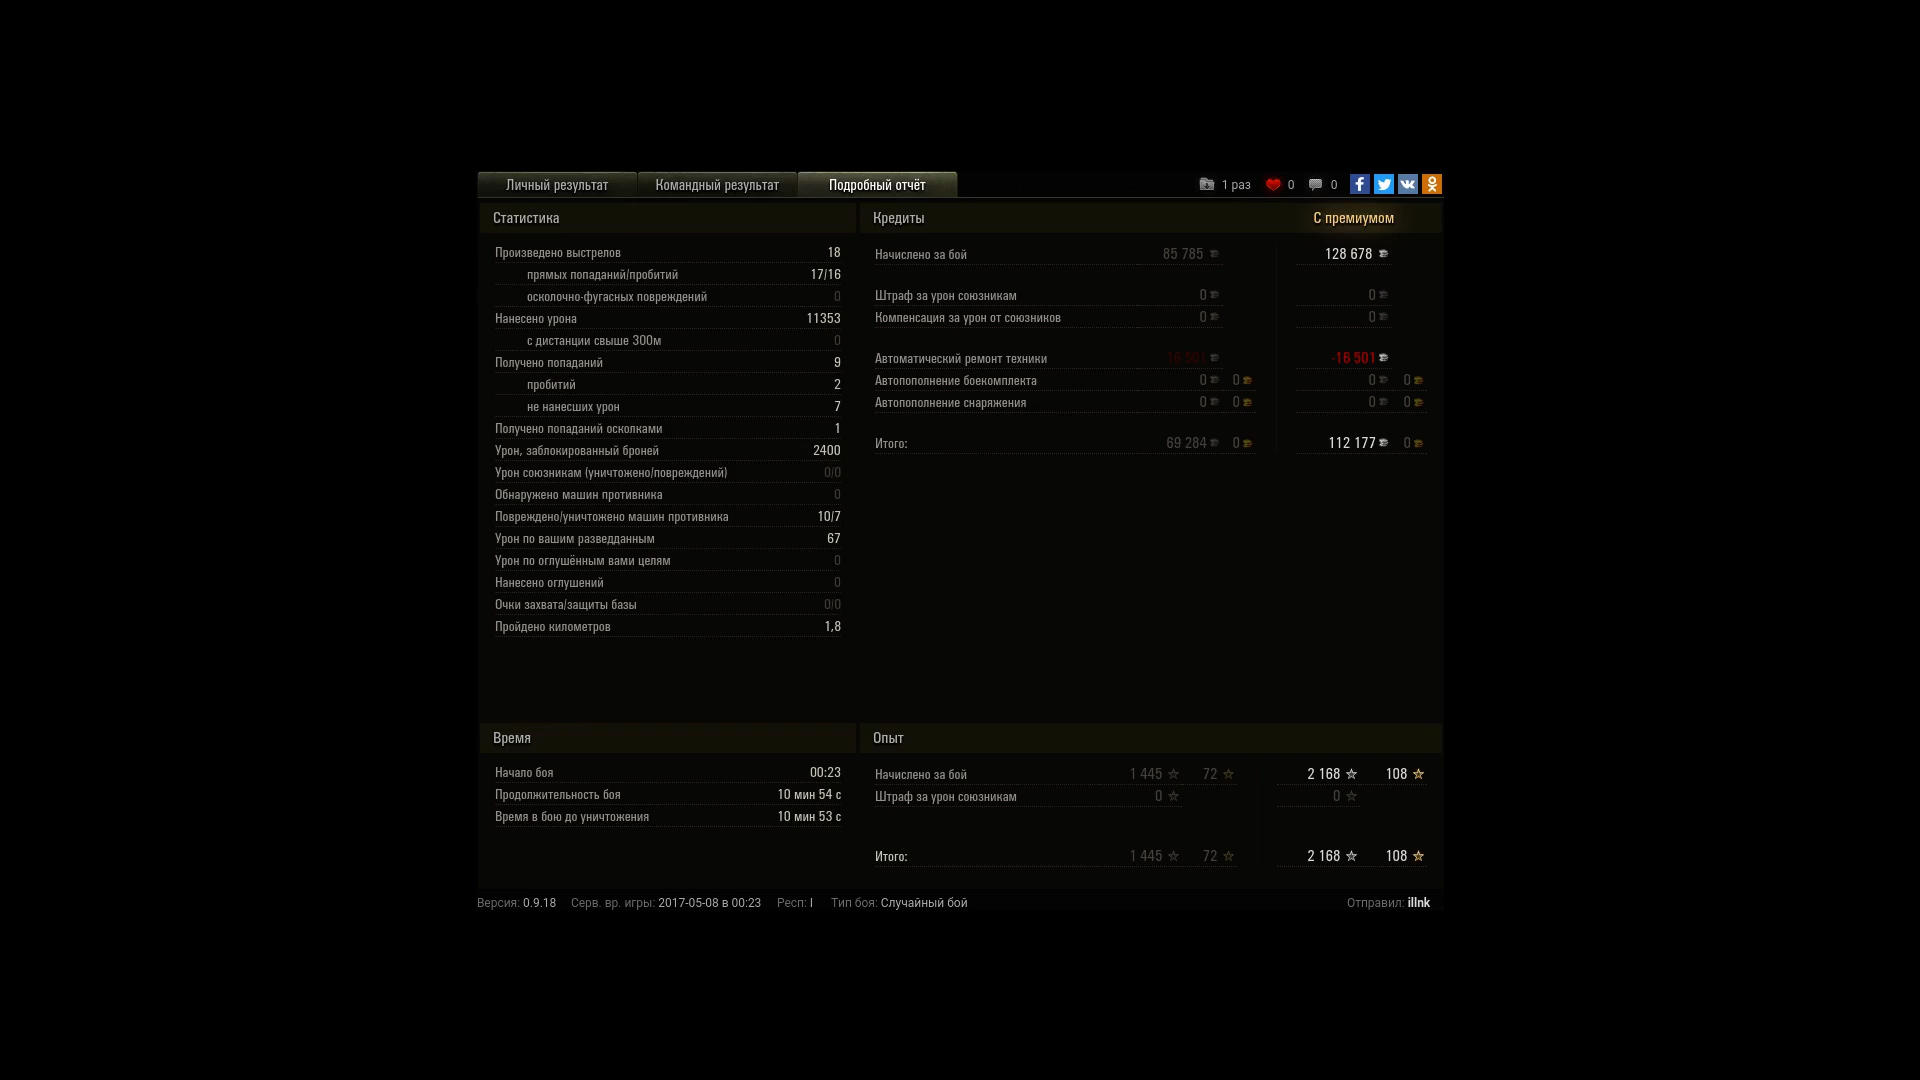 Личный результат Командный результат Подробный отчёт 1 раз 0 0
Статистика
Произведено выстрелов 18
прямых попаданий/пробитий 17/16
осколочно-фугасных повреждений 0
Нанесено урона 11353
с дистанции свыше 300м 0
Получено попаданий 9
пробитий 2
не нанесших урон 7
Получено попаданий осколками 1
Урон, заблокированный броней 2400
Урон союзникам (уничтожено/повреждений) 0/0
Обнаружено машин противника 0
Повреждено/уничтожено машин противника 10/7
Урон по вашим разведданным 67
Урон по оглушённым вами целям 0
Нанесено оглушений 0
Очки захвата/защиты базы 0/0
Пройдено километров 1,8
Кредиты С премиумом
Начислено за бой 85 785 128 678
Штраф за урон союзникам 0 0
Компенсация за урон от союзников 0 0
Автоматический ремонт техники -16 501 -16 501
Автопополнение боекомплекта 0 0 0 0
Автопополнение снаряжения 0 0 0 0
Итого: 69 284 0 112 177 0
Время
Начало боя 00:23
Продолжительность боя 10 мин 54 с
Время в бою до уничтожения 10 мин 53 с
Опыт
Начислено за бой 1 445 72 2 168 108
Штраф за урон союзникам 0 0
Итого: 1 445 72 2 168 108
Версия: 0.9.18 Серв. вр. игры: 2017-05-08 в 00:23 Респ: I Тип боя: Случайный бой Отправил: illnk